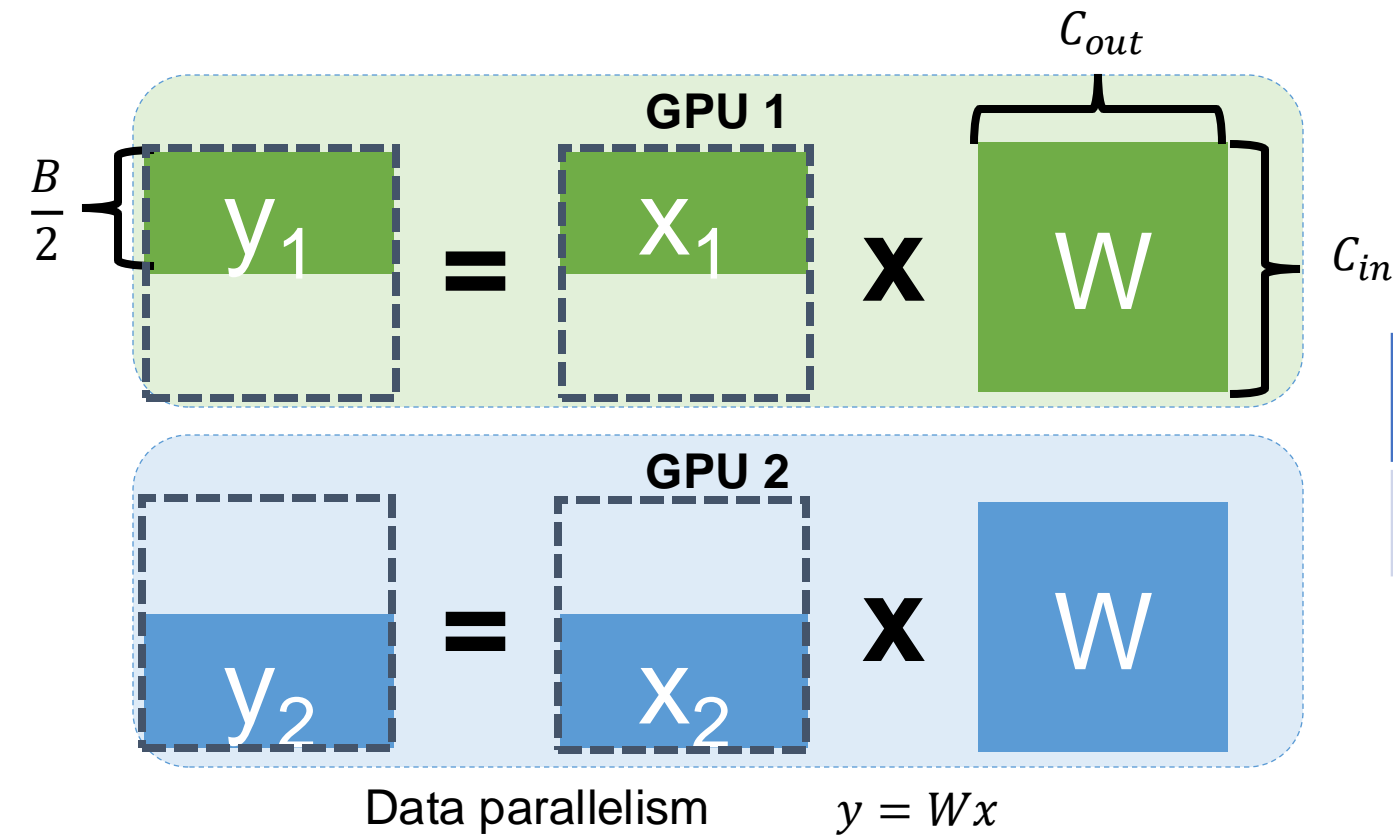 C_out
GPU 1
B/2
y_1 = x_1 x W
C_in
GPU 2
y_2 = x_2 x W
Data parallelism y = Wx